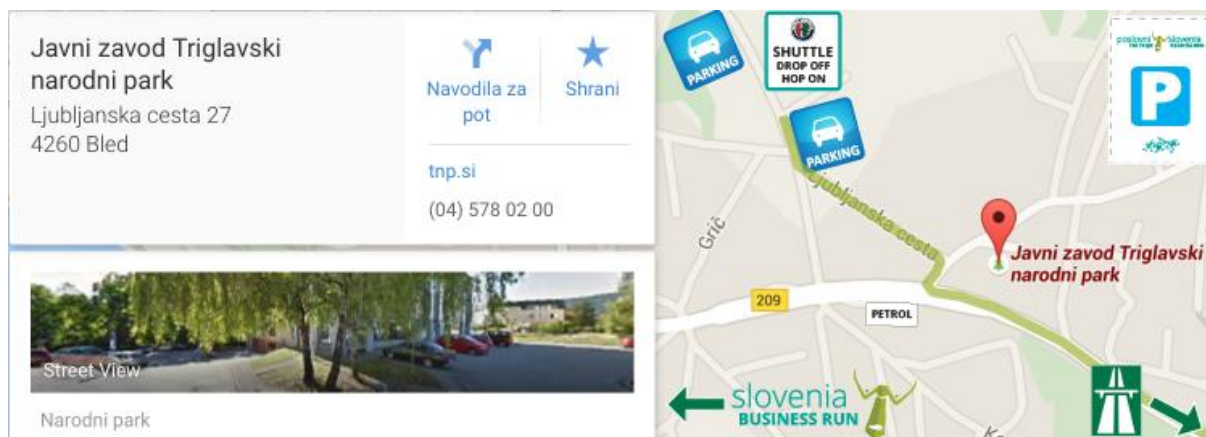 Javni zavod Triglavski
narodni park
Ljubljanska cesta 27
4260 Bled
Navodila za
pot
Shrani
tnp.si
(04) 578 02 00
Street View
Narodni park
PARKING
SHUTTLE
DROP OFF
HOP ON
PARKING
P
Ljubljanska cesta
Grič
Javni zavod Triglavski
narodni park
209
PETROL
slovenia
BUSINESS RUN